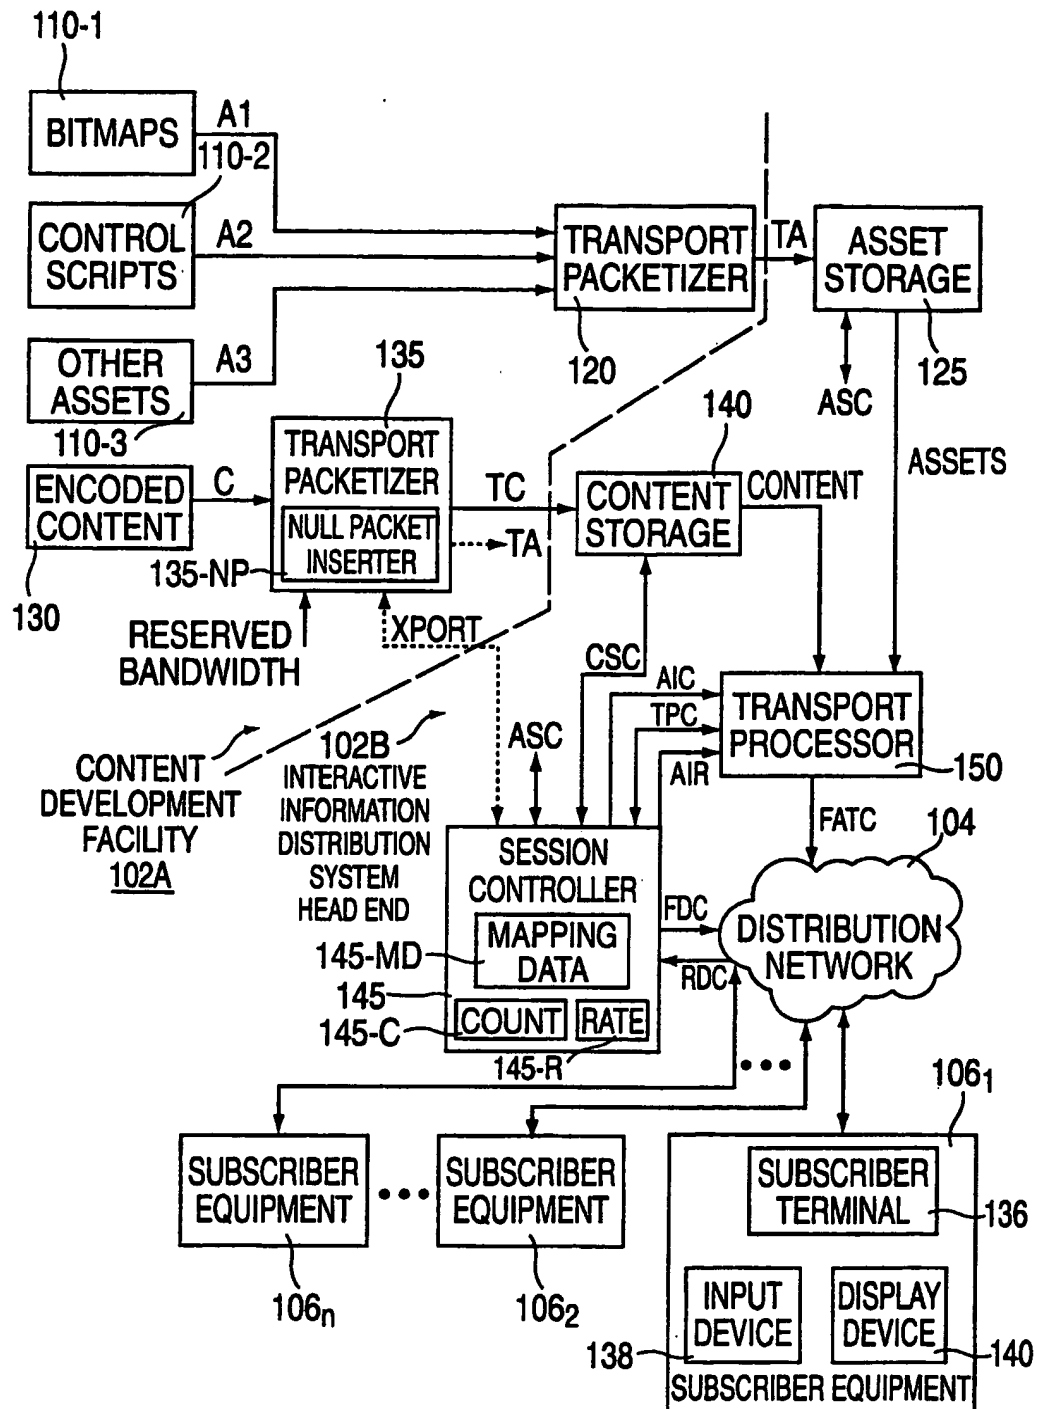 110-1
BITMAPS
A1
110-2
CONTROL
SCRIPTS
A2
TRANSPORT
PACKETIZER
120
TA
ASSET
STORAGE
125
ASC
OTHER
ASSETS
A3
110-3
135
TRANSPORT
PACKETIZER
NULL PACKET
INSERTER
135-NP
ENCODED
CONTENT
C
130
TC
TA
140
CONTENT
STORAGE
CONTENT
ASSETS
RESERVED
BANDWIDTH
XPORT
CSC
AIC
TPC
AIR
TRANSPORT
PROCESSOR
150
CONTENT
DEVELOPMENT
FACILITY
102A
102B
INTERACTIVE
INFORMATION
DISTRIBUTION
SYSTEM
HEAD END
ASC
FATC
104
SESSION
CONTROLLER
MAPPING
DATA
145-MD
145
145-C
COUNT
RATE
145-R
FDC
RDC
DISTRIBUTION
NETWORK
SUBSCRIBER
EQUIPMENT
106n
SUBSCRIBER
EQUIPMENT
1062
1061
SUBSCRIBER
TERMINAL
136
INPUT
DEVICE
138
DISPLAY
DEVICE
140
SUBSCRIBER EQUIPMENT